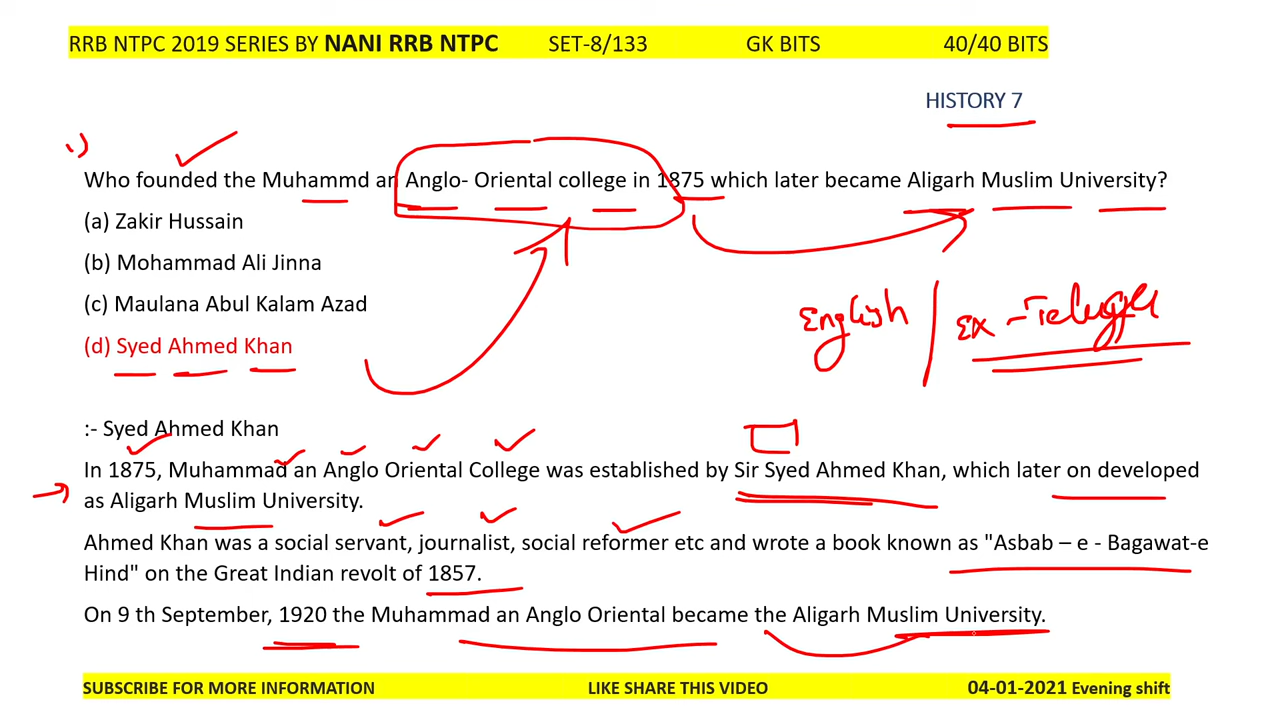 RRB NTPC 2019 SERIES BY NANI RRB NTPC SET-8/133 GK BITS 40/40 BITS
HISTORY 7
1)
Who founded the Muhammd an Anglo- Oriental college in 1875 which later became Aligarh Muslim University?
(a) Zakir Hussain
(b) Mohammad Ali Jinna
(c) Maulana Abul Kalam Azad
(d) Syed Ahmed Khan
English / Ex - Telugu
:- Syed Ahmed Khan
In 1875, Muhammad an Anglo Oriental College was established by Sir Syed Ahmed Khan, which later on developed
as Aligarh Muslim University.
Ahmed Khan was a social servant, journalist, social reformer etc and wrote a book known as "Asbab – e - Bagawat-e
Hind" on the Great Indian revolt of 1857.
On 9 th September, 1920 the Muhammad an Anglo Oriental became the Aligarh Muslim University.
SUBSCRIBE FOR MORE INFORMATION LIKE SHARE THIS VIDEO 04-01-2021 Evening shift